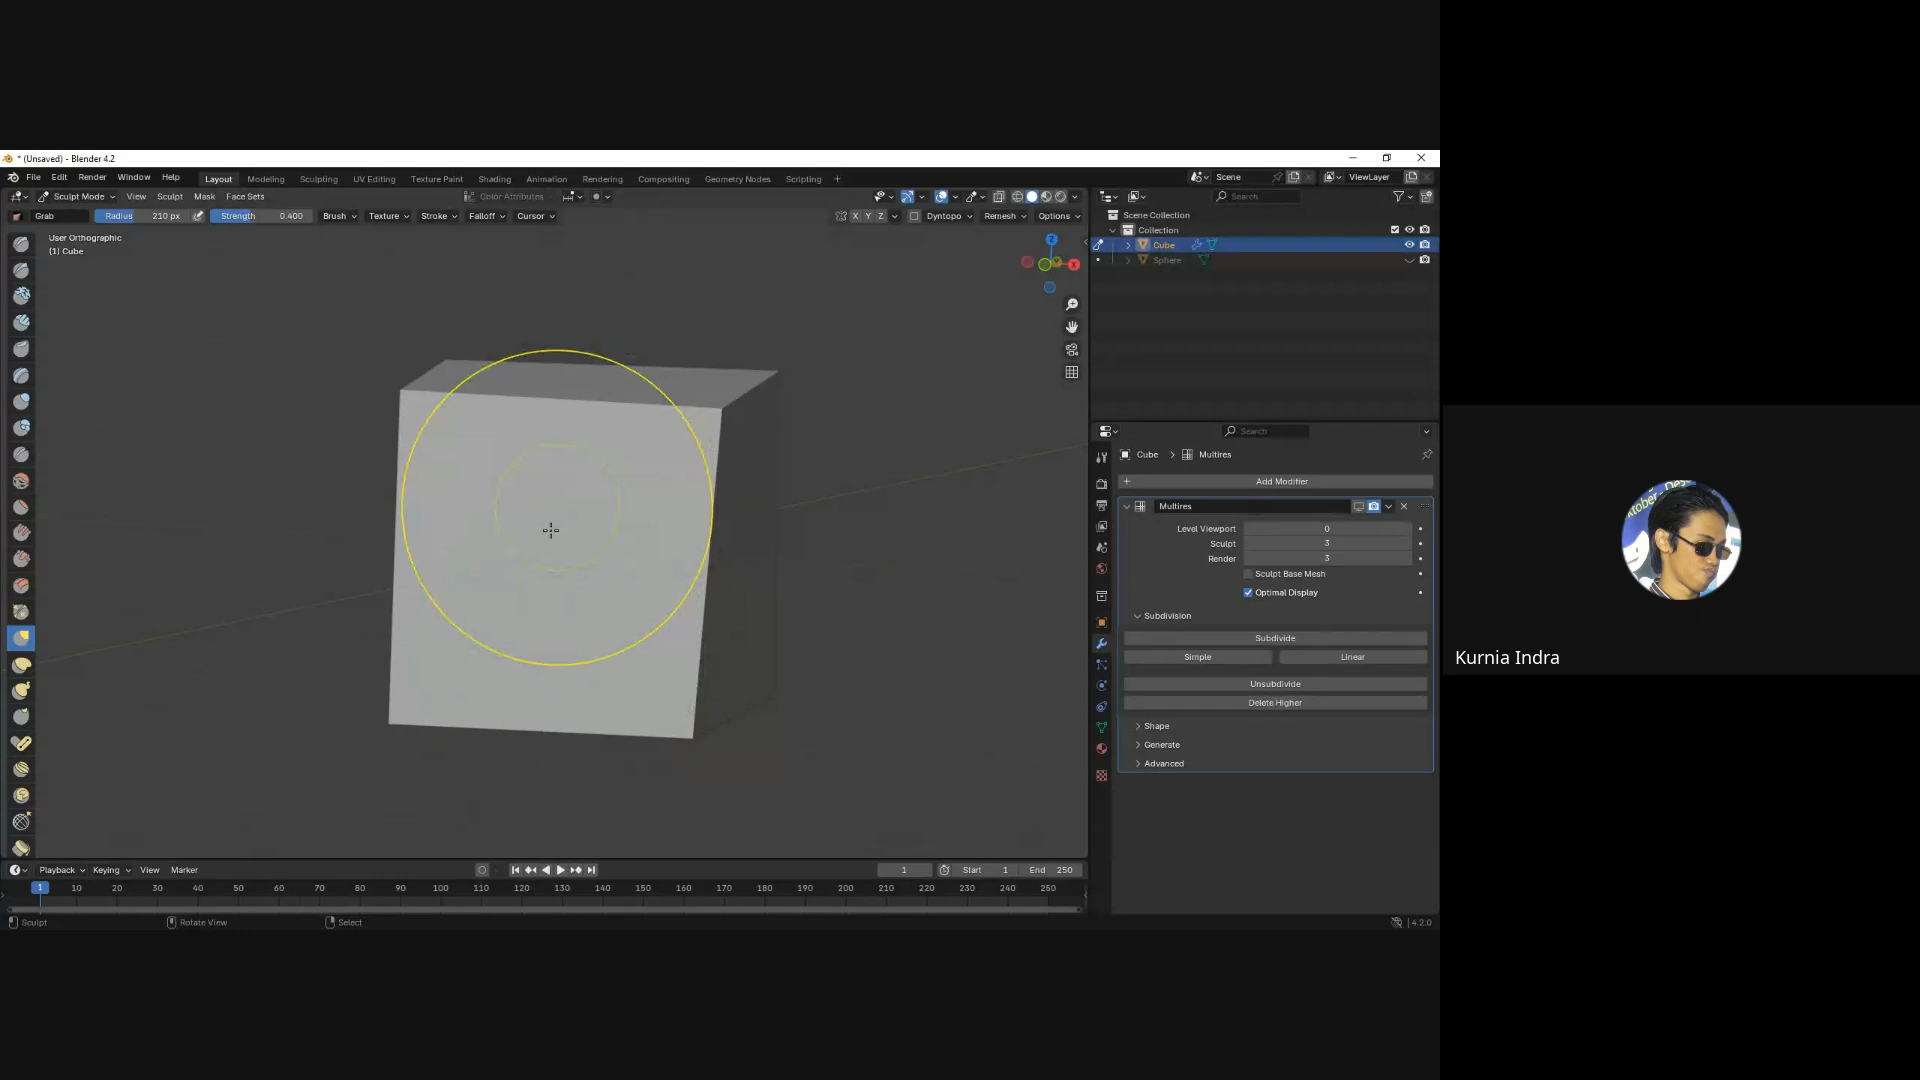 * (Unsaved) - Blender 4.2
File Edit Render Window Help Layout Modeling Sculpting UV Editing Texture Paint Shading Animation Rendering Compositing Geometry Nodes Scripting + Scene ViewLayer
Sculpt Mode View Sculpt Mask Face Sets Color Attributes Search
Grab Radius 210 px Strength 0.400 Brush Texture Stroke Falloff Cursor X Y Z Dyntopo Remesh Options
Scene Collection
Collection
Cube
Sphere
User Orthographic
(1) Cube
Z
X
Search
Cube > Multires
+ Add Modifier
Multires
Level Viewport 0
Sculpt 3
Render 3
Sculpt Base Mesh
Optimal Display
Subdivision
Subdivide
Simple Linear
Unsubdivide
Delete Higher
Shape
Generate
Advanced
Playback Keying View Marker 1 Start 1 End 250
1 10 20 30 40 50 60 70 80 90 100 110 120 130 140 150 160 170 180 190 200 210 220 230 240 250
Sculpt Rotate View Select 4.2.0
Kurnia Indra